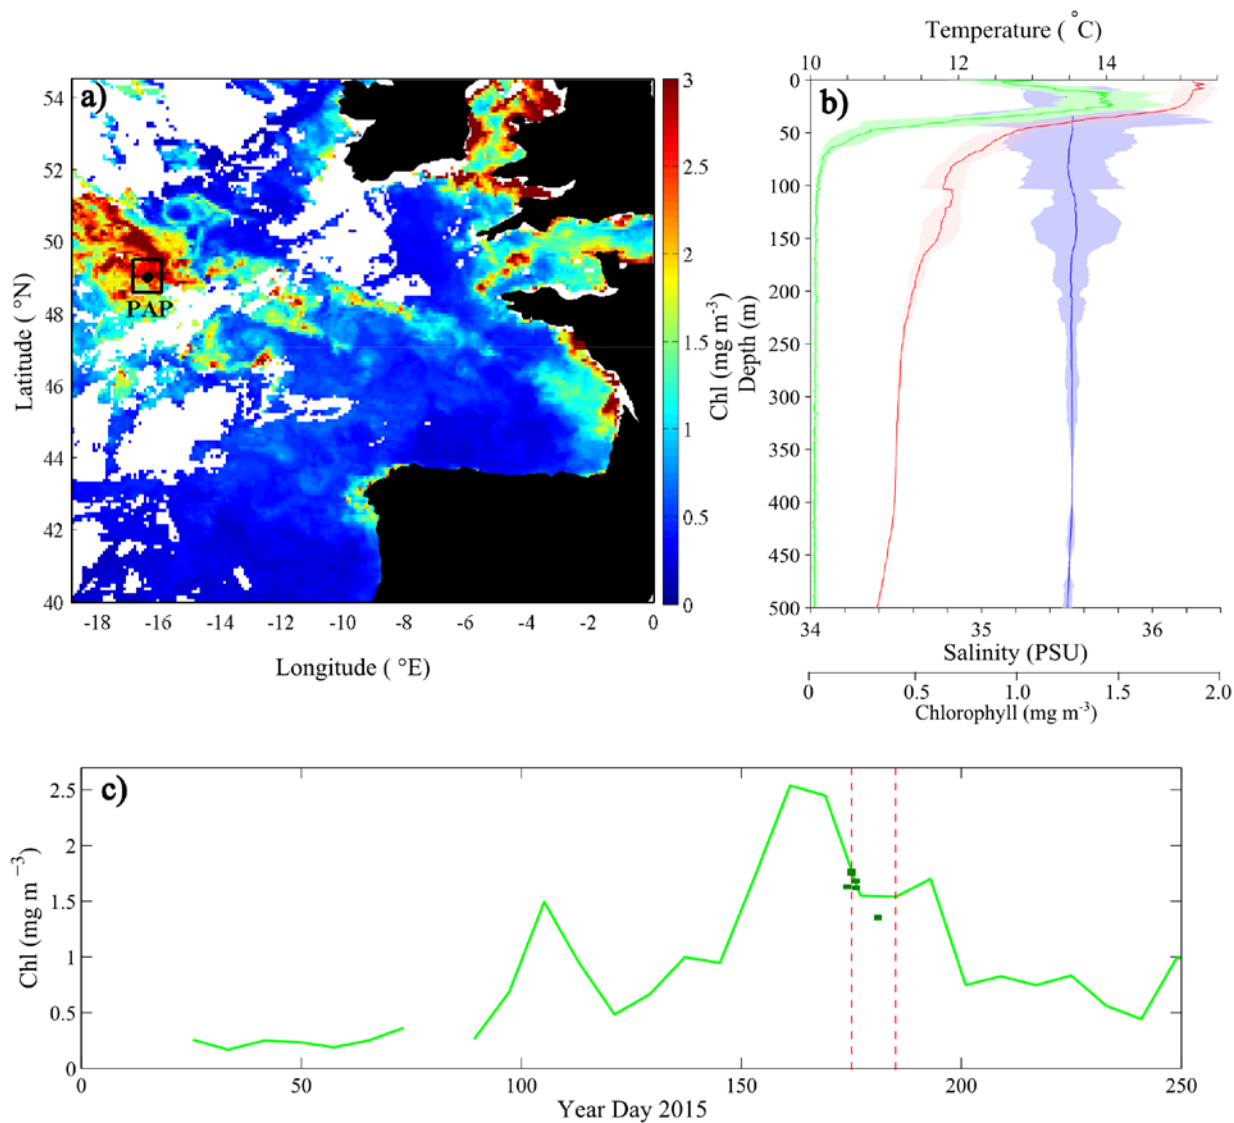 a)
54
52
50
48
46
44
42
40
Latitude ( °N)
-18 -16 -14 -12 -10 -8 -6 -4 -2 0
Longitude ( °E)
PAP
3
2.5
2
1.5
1
0.5
0
Chl (mg m-3)
Temperature ( °C)
10 12 14
b)
0
50
100
150
200
250
300
350
400
450
500
Depth (m)
34 35 36
Salinity (PSU)
0 0.5 1.0 1.5 2.0
Chlorophyll (mg m-3)
c)
2.5
2
1.5
1
0.5
0
Chl (mg m −3)
0 50 100 150 200 250
Year Day 2015